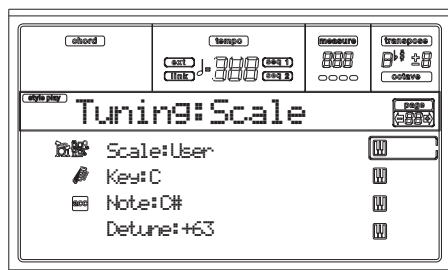 chord tempo measure transpose
ext seq 1
link seq 2
octave
style play Tuning:Scale page
Scale:User
Key:C
Note:C#
Detune:+63